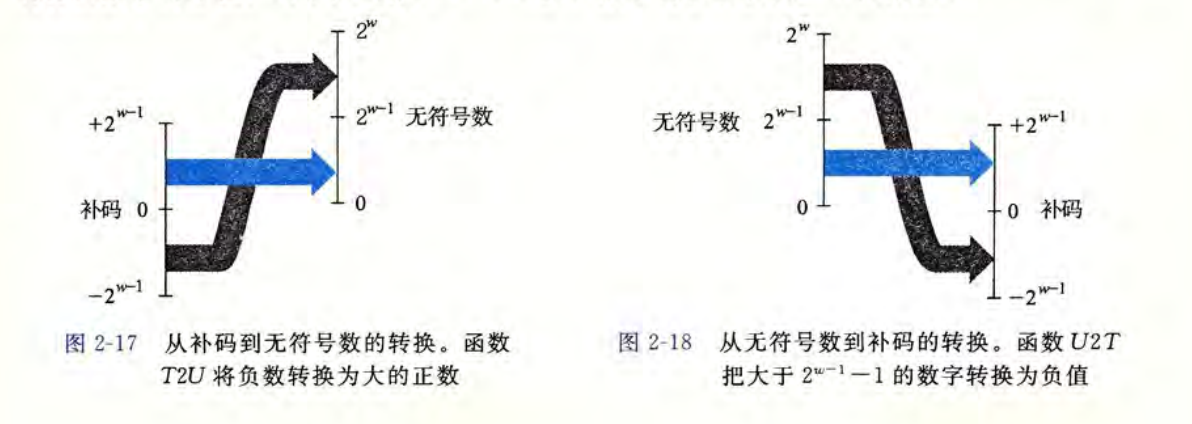 2^w
2^{w-1} 无符号数
+2^{w-1}
补码 0
0
-2^{w-1}
图 2-17 从补码到无符号数的转换。函数
T2U 将负数转换为大的正数
2^w
无符号数 2^{w-1}
+2^{w-1}
0
0 补码
-2^{w-1}
图 2-18 从无符号数到补码的转换。函数 U2T
把大于 2^{w-1}-1 的数字转换为负值